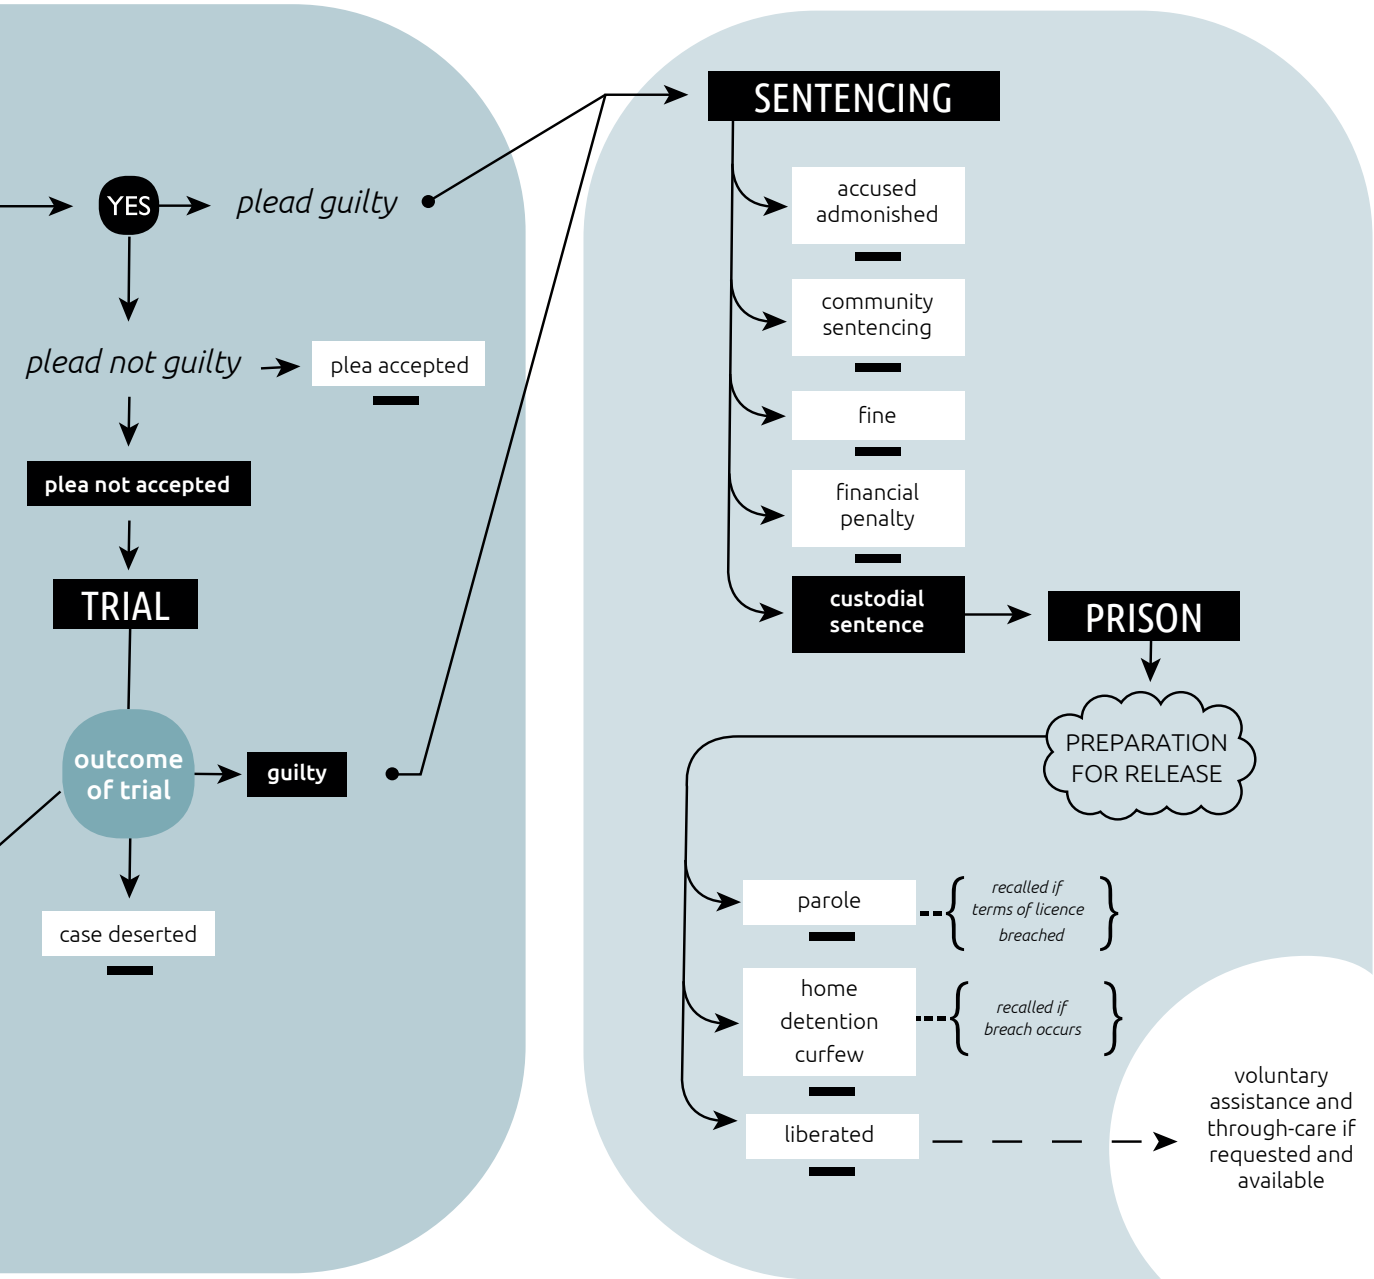 YES
plead guilty
plead not guilty
plea accepted
plea not accepted
TRIAL
outcome
of trial
guilty
case deserted
SENTENCING
accused
admonished
community
sentencing
fine
financial
penalty
custodial
sentence
PRISON
PREPARATION
FOR RELEASE
parole
recalled if
terms of licence
breached
home
detention
curfew
recalled if
breach occurs
liberated
voluntary
assistance and
through-care if
requested and
available